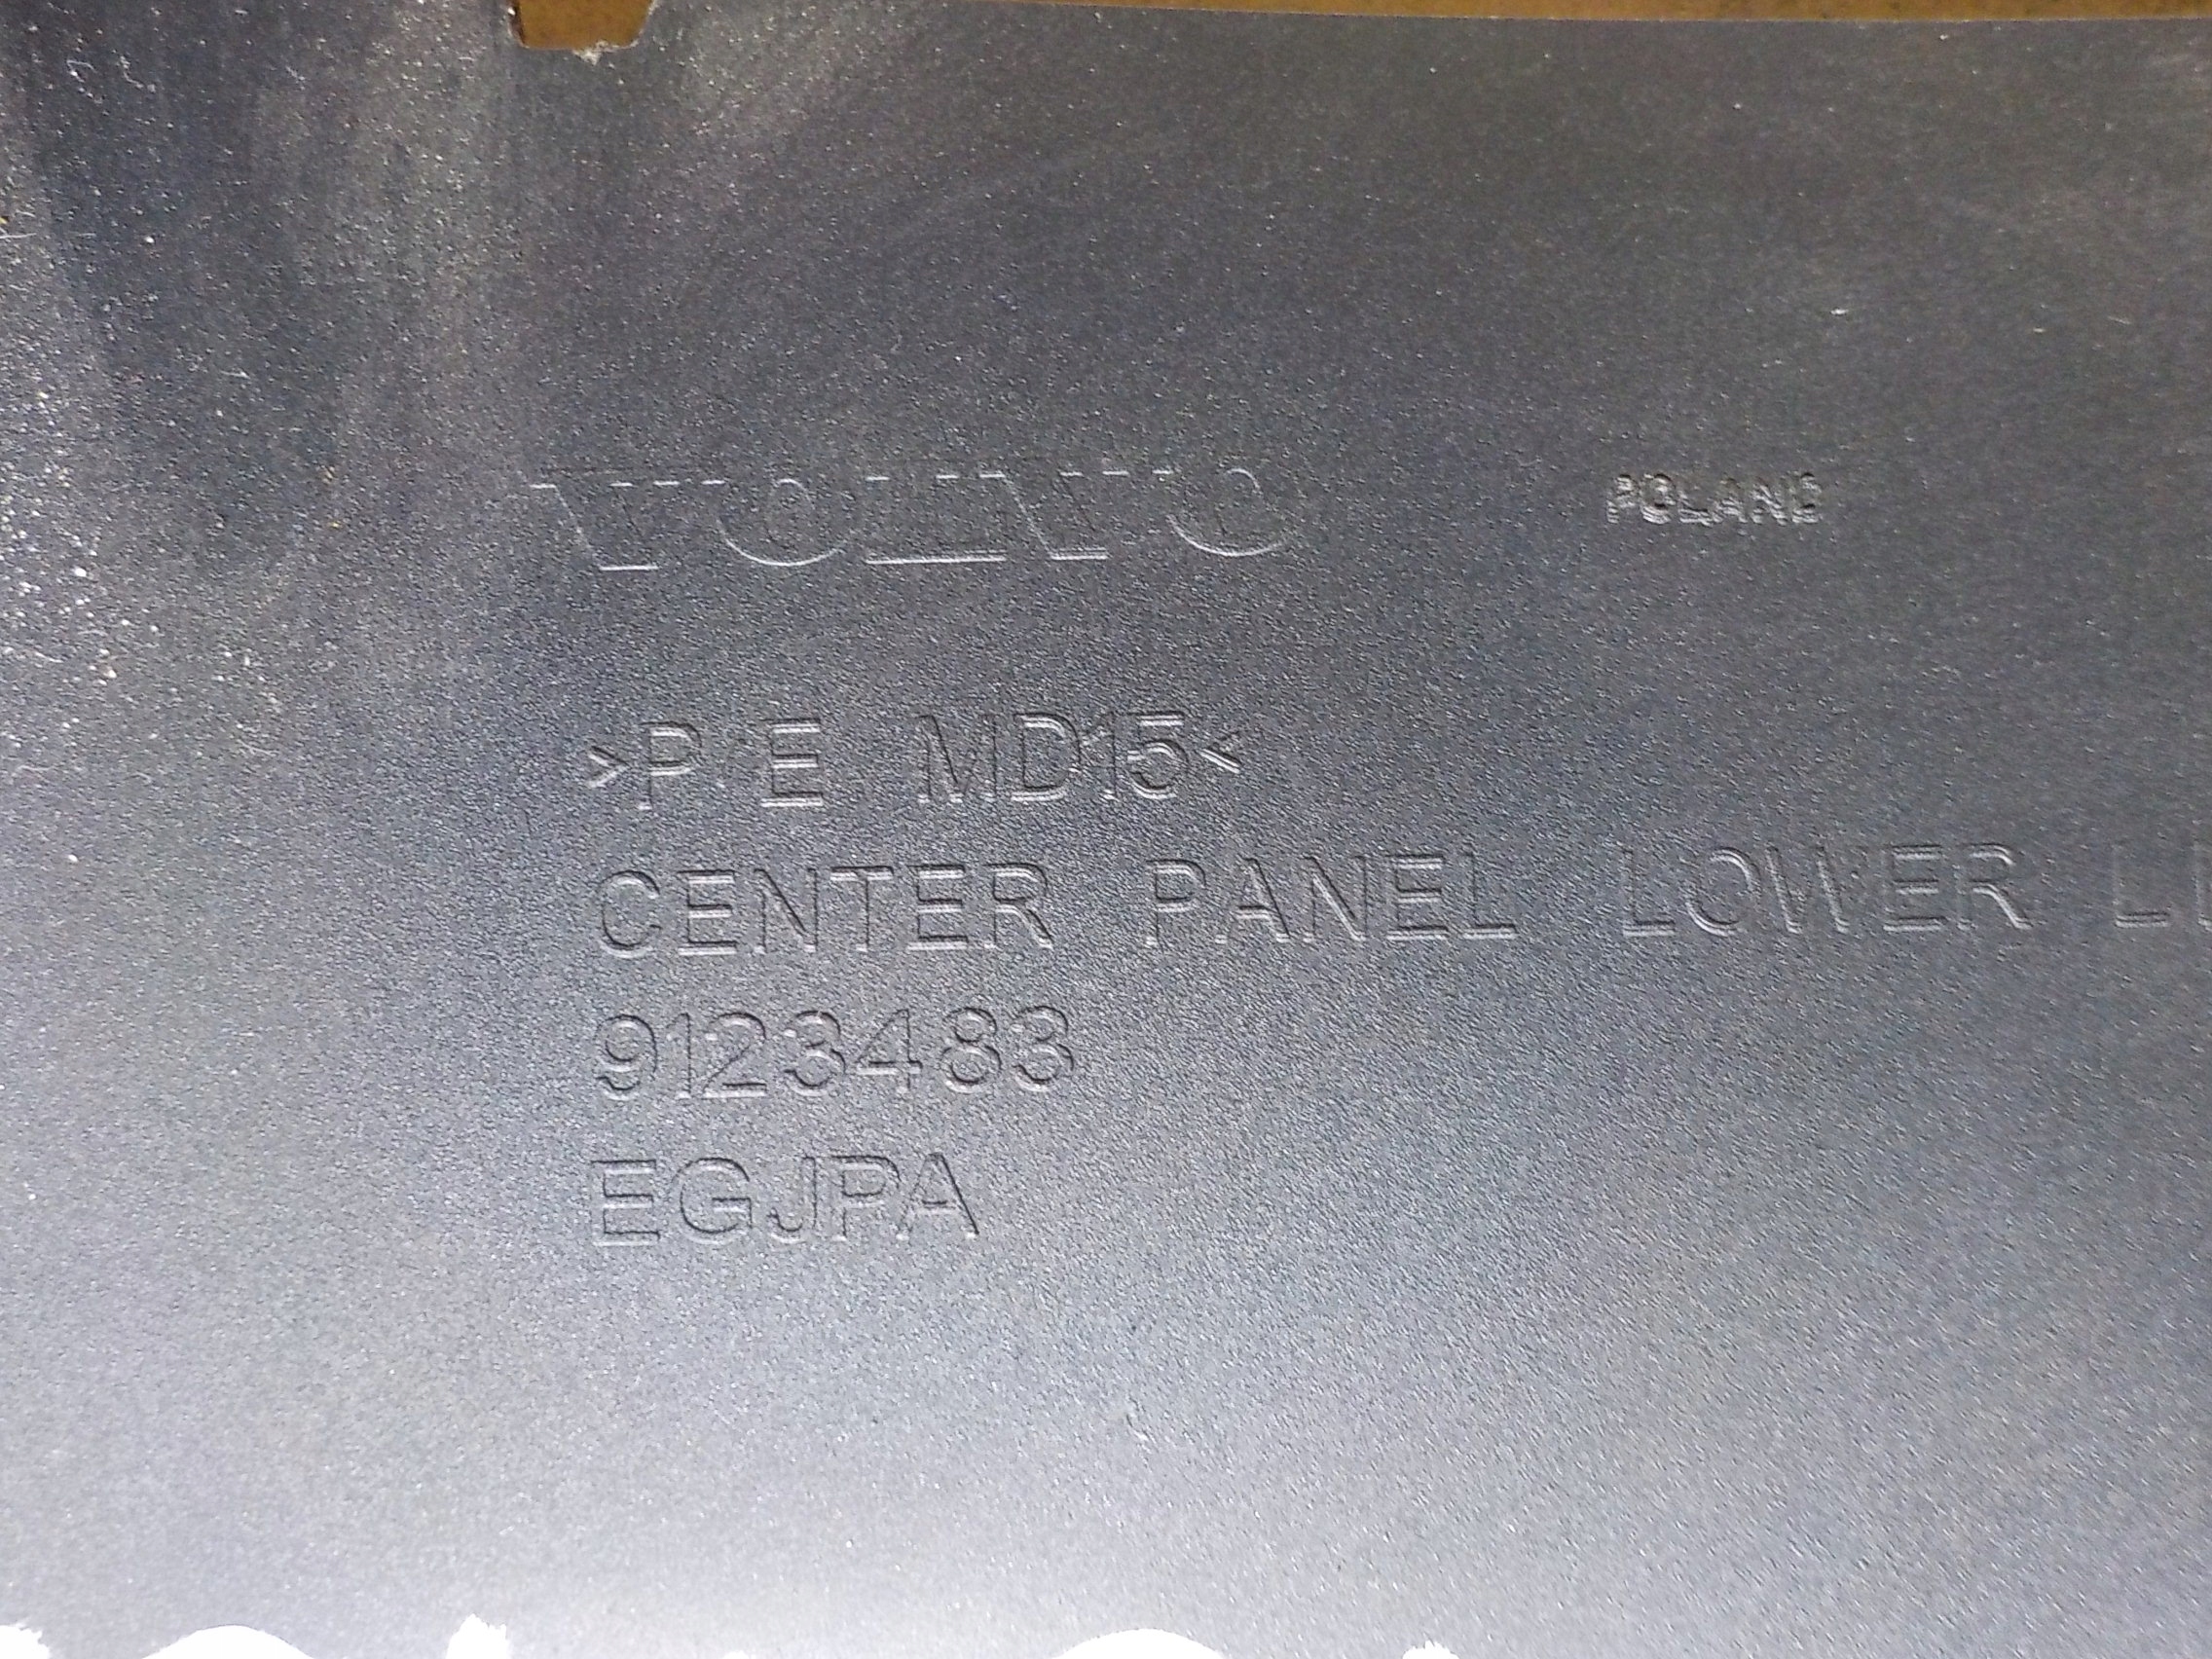 VOLVO POLAND
>P/E MD15<
CENTER PANEL LOWER
9123483
EGJPA